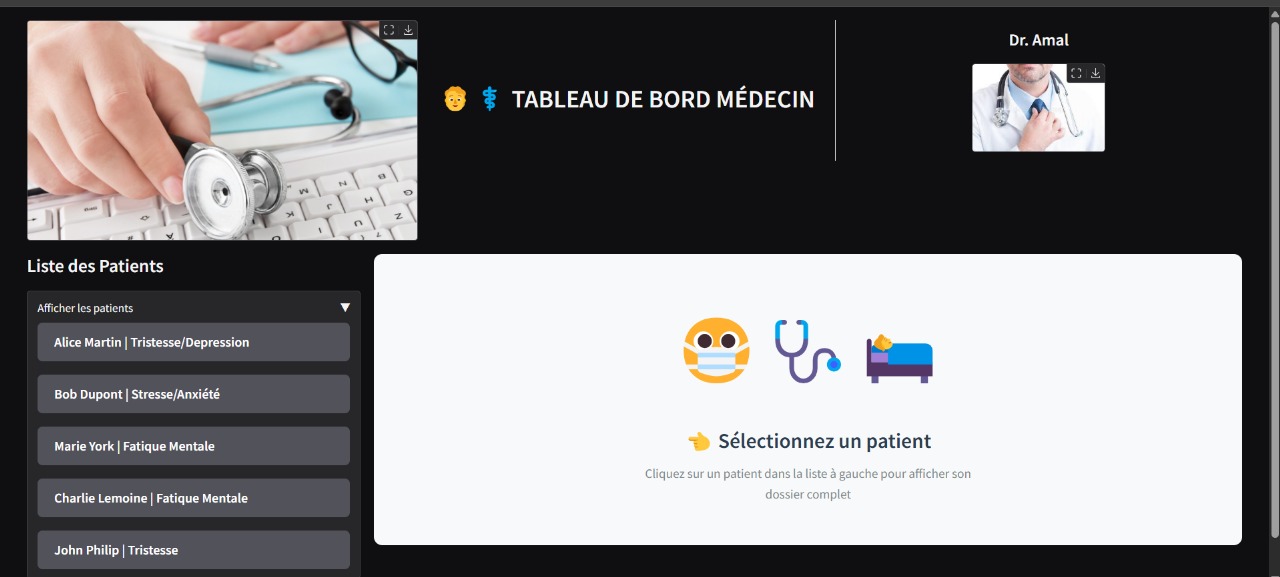 TABLEAU DE BORD MÉDECIN
Dr. Amal
Liste des Patients
Afficher les patients
Alice Martin | Tristesse/Depression
Bob Dupont | Stresse/Anxiété
Marie York | Fatique Mentale
Charlie Lemoine | Fatique Mentale
John Philip | Tristesse
Sélectionnez un patient
Cliquez sur un patient dans la liste à gauche pour afficher son
dossier complet